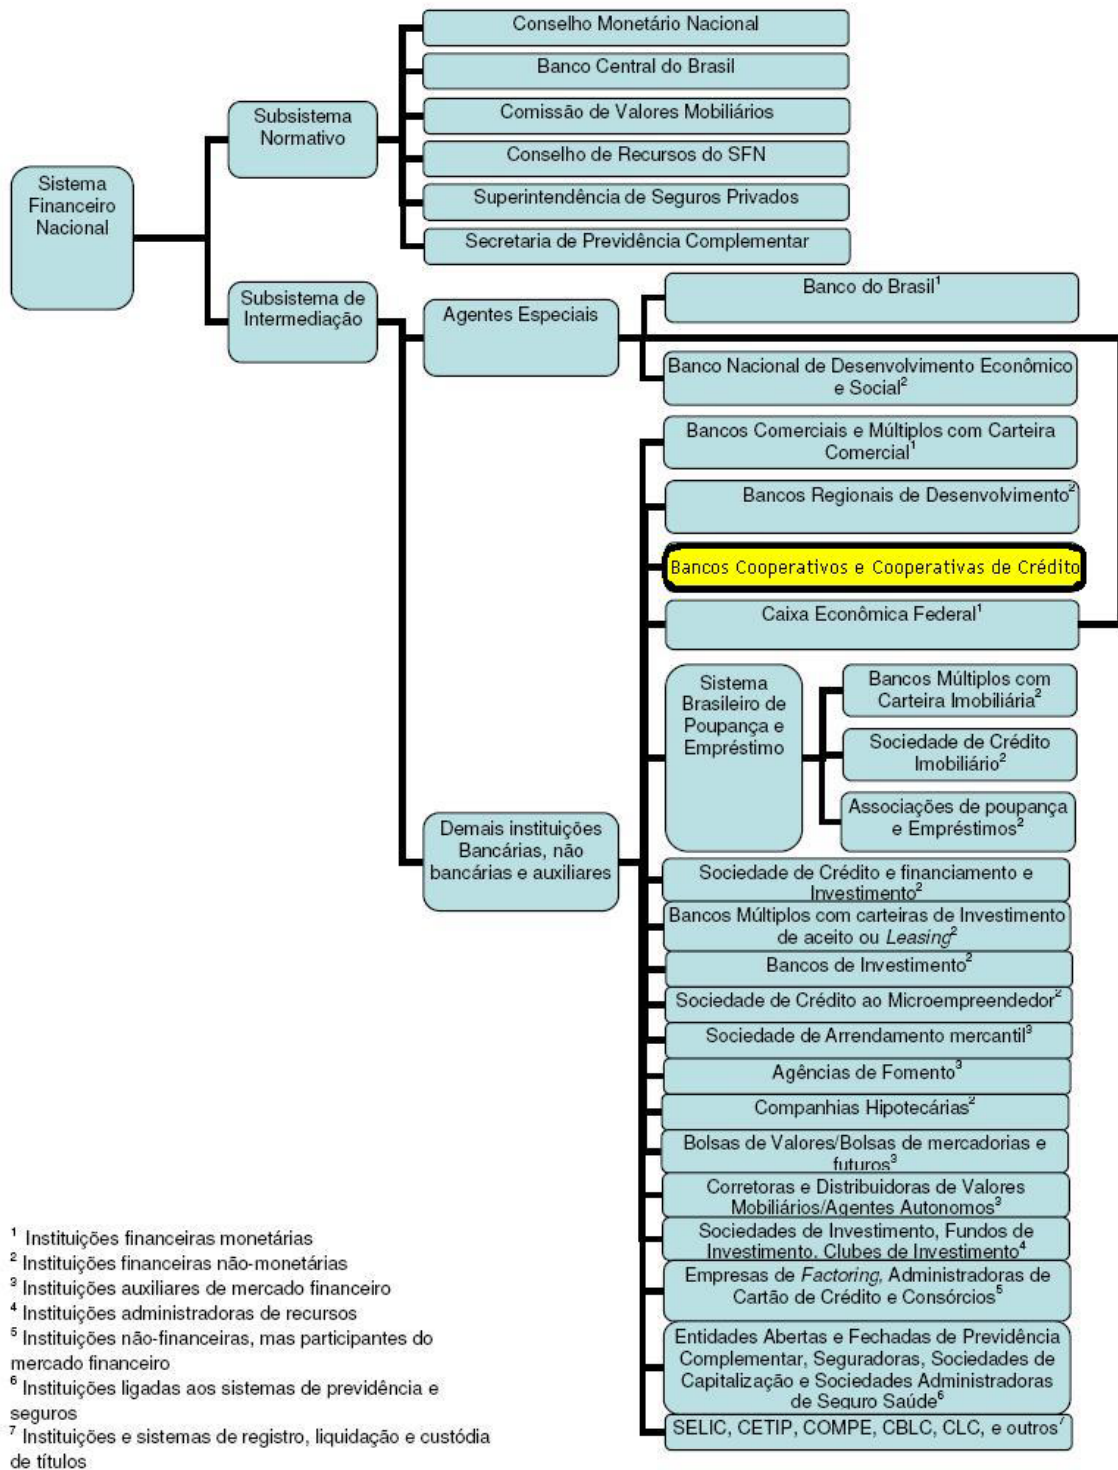 Sistema
Financeiro
Nacional
Subsistema
Normativo
Conselho Monetário Nacional
Banco Central do Brasil
Comissão de Valores Mobiliários
Conselho de Recursos do SFN
Superintendência de Seguros Privados
Secretaria de Previdência Complementar
Subsistema de
Intermediação
Agentes Especiais
Banco do Brasil¹
Banco Nacional de Desenvolvimento Econômico
e Social²
Bancos Comerciais e Múltiplos com Carteira
Comercial¹
Bancos Regionais de Desenvolvimento²
Bancos Cooperativos e Cooperativas de Crédito
Caixa Econômica Federal¹
Sistema
Brasileiro de
Poupança e
Empréstimo
Bancos Múltiplos com
Carteira Imobiliária²
Sociedade de Crédito
Imobiliário²
Associações de poupança
e Empréstimos²
Demais instituições
Bancárias, não
bancárias e auxiliares
Sociedade de Crédito e financiamento e
Investimento²
Bancos Múltiplos com carteiras de Investimento
de aceito ou Leasing²
Bancos de Investimento²
Sociedade de Crédito ao Microempreendedor²
Sociedade de Arrendamento mercantil³
Agências de Fomento³
Companhias Hipotecárias²
Bolsas de Valores/Bolsas de mercadorias e
futuros³
Corretoras e Distribuidoras de Valores
Mobiliários/Agentes Autonomos³
Sociedades de Investimento, Fundos de
Investimento. Clubes de Investimento⁴
Empresas de Factoring, Administradoras de
Cartão de Crédito e Consórcios⁵
Entidades Abertas e Fechadas de Previdência
Complementar, Seguradoras, Sociedades de
Capitalização e Sociedades Administradoras
de Seguro Saúde⁶
SELIC, CETIP, COMPE, CBLC, CLC, e outros⁷
¹ Instituições financeiras monetárias
² Instituições financeiras não-monetárias
³ Instituições auxiliares de mercado financeiro
⁴ Instituições administradoras de recursos
⁵ Instituições não-financeiras, mas participantes do
mercado financeiro
⁶ Instituições ligadas aos sistemas de previdência e
seguros
⁷ Instituições e sistemas de registro, liquidação e custódia
de títulos